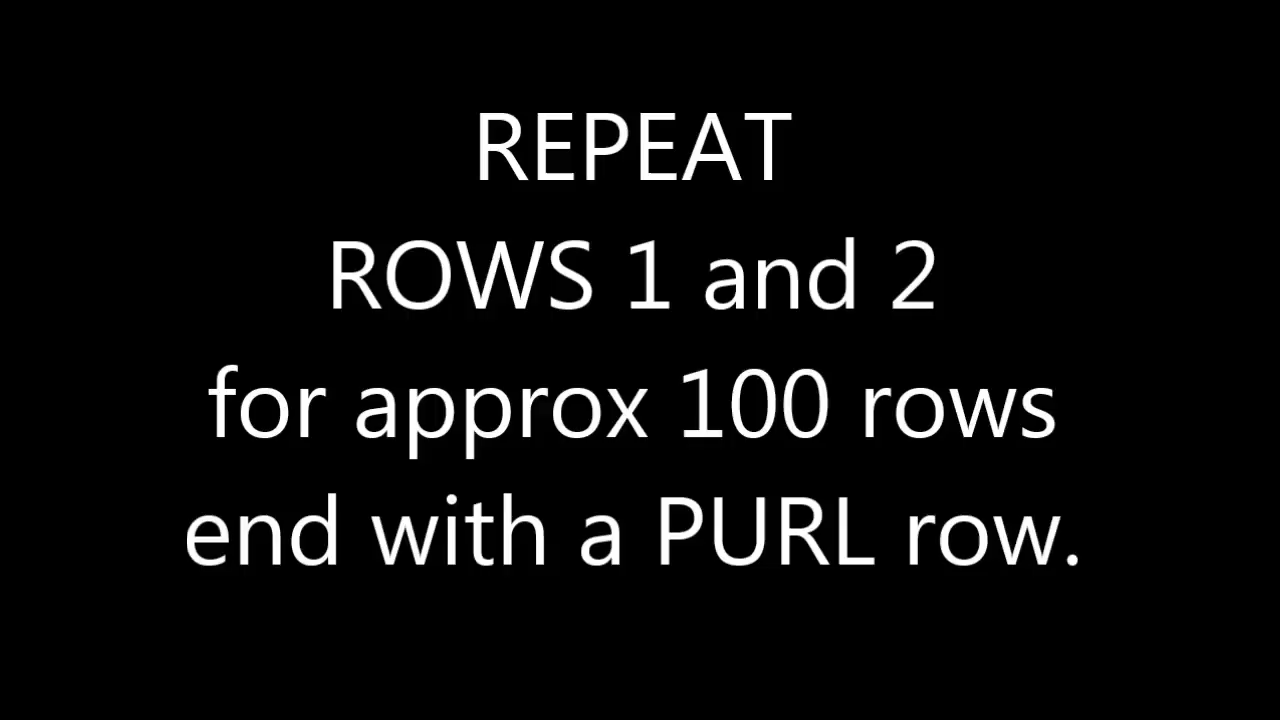 REPEAT
ROWS 1 and 2
for approx 100 rows
end with a PURL row.